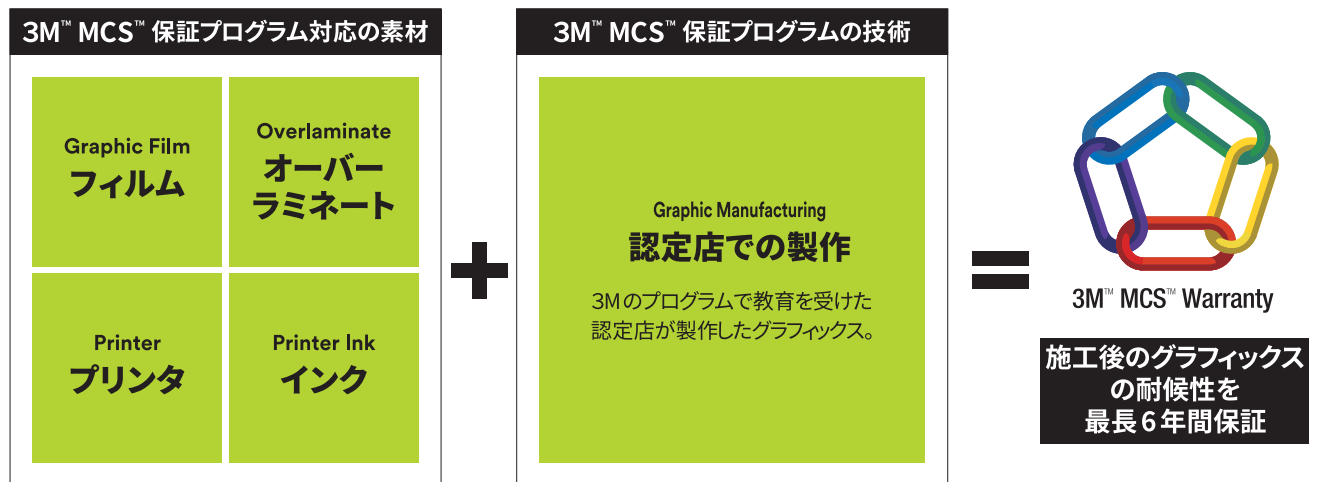 3M™ MCS™ 保証プログラム対応の素材
Graphic Film
フィルム
Overlaminate
オーバー
ラミネート
Printer
プリンタ
Printer Ink
インク
3M™ MCS™ 保証プログラムの技術
Graphic Manufacturing
認定店での製作
3Mのプログラムで教育を受けた
認定店が製作したグラフィックス。
3M™ MCS™ Warranty
施工後のグラフィックス
の耐候性を
最長6年間保証